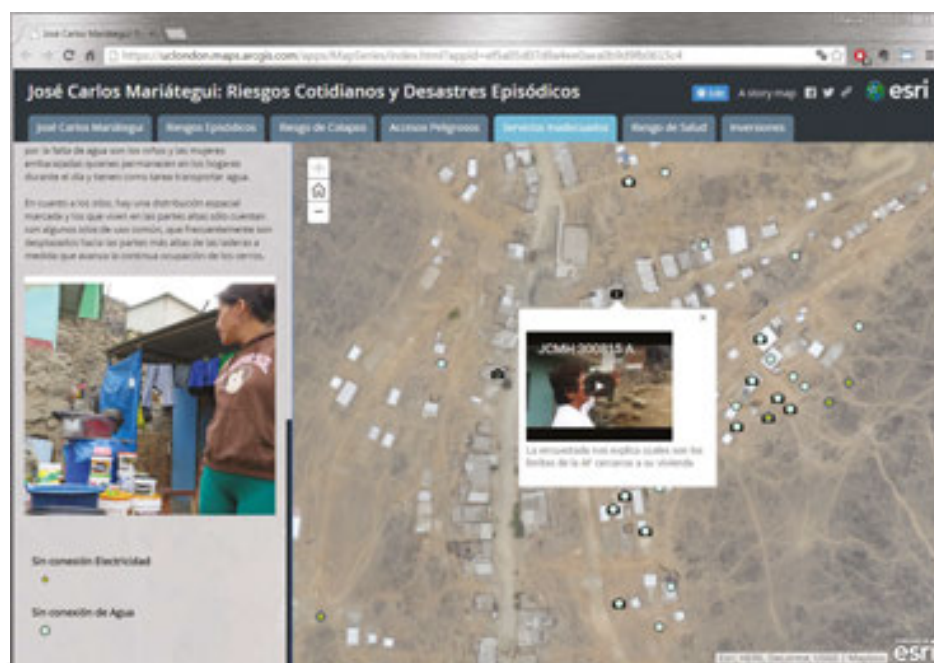 José Carlos Mariátegui: Riesgos Cotidianos y Desastres Episódicos
A story map
esri
José Carlos Mariátegui
Riesgos Episódicos
Riesgo de Colapso
Accesos Peligrosos
Servicios Inadecuados
Riesgo de Salud
Inversores
por la falta de agua son los niños y las mujeres
embarazadas quienes permanecen en los hogares
durante el día y tienen como tarea transportar agua.
En cuanto a los silos, hay una distribución espacial
marcada y los que viven en las partes altas sólo cuentan
con algunos silos de uso común, que frecuentemente son
desplazados hacia las partes más altas de las laderas a
medida que avanza la continua ocupación de los cerros.
Sin conexión Electricidad
Sin conexión de Agua
JCMH 300815 A
La encuestada nos explica cuales son los
límites de la AF cercanos a su vivienda
esri